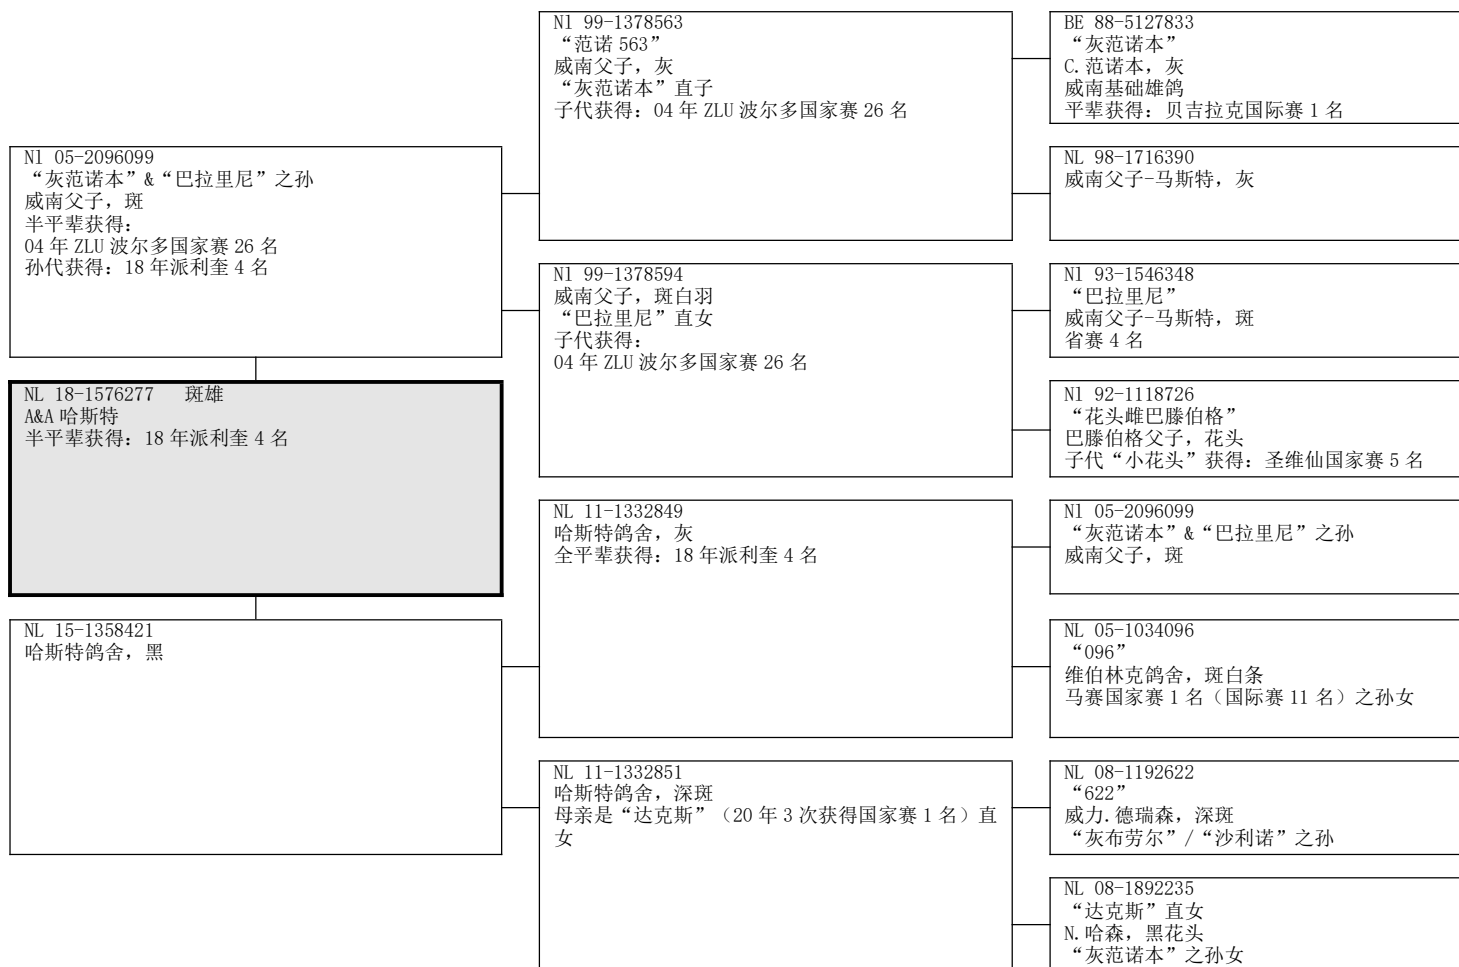 Nl 05-2096099
“灰范诺本”&“巴拉里尼”之孙
威南父子，斑
半平辈获得：
04 年 ZLU 波尔多国家赛 26 名
孙代获得：18 年派利奎 4 名
NL 18-1576277 斑雄
A&A 哈斯特
半平辈获得：18 年派利奎 4 名
NL 15-1358421
哈斯特鸽舍，黑
Nl 99-1378563
“范诺 563”
威南父子，灰
“灰范诺本”直子
子代获得：04 年 ZLU 波尔多国家赛 26 名
Nl 99-1378594
威南父子，斑白羽
“巴拉里尼”直女
子代获得：
04 年 ZLU 波尔多国家赛 26 名
NL 11-1332849
哈斯特鸽舍，灰
全平辈获得：18 年派利奎 4 名
NL 11-1332851
哈斯特鸽舍，深斑
母亲是“达克斯”（20 年 3 次获得国家赛 1 名）直
女
BE 88-5127833
“灰范诺本”
C.范诺本，灰
威南基础雄鸽
平辈获得：贝吉拉克国际赛 1 名
NL 98-1716390
威南父子-马斯特，灰
Nl 93-1546348
“巴拉里尼”
威南父子-马斯特，斑
省赛 4 名
Nl 92-1118726
“花头雌巴滕伯格”
巴滕伯格父子，花头
子代“小花头”获得：圣维仙国家赛 5 名
Nl 05-2096099
“灰范诺本”&“巴拉里尼”之孙
威南父子，斑
NL 05-1034096
“096”
维伯林克鸽舍，斑白条
马赛国家赛 1 名（国际赛 11 名）之孙女
NL 08-1192622
“622”
威力.德瑞森，深斑
“灰布劳尔”/“沙利诺”之孙
NL 08-1892235
“达克斯”直女
N.哈森，黑花头
“灰范诺本”之孙女